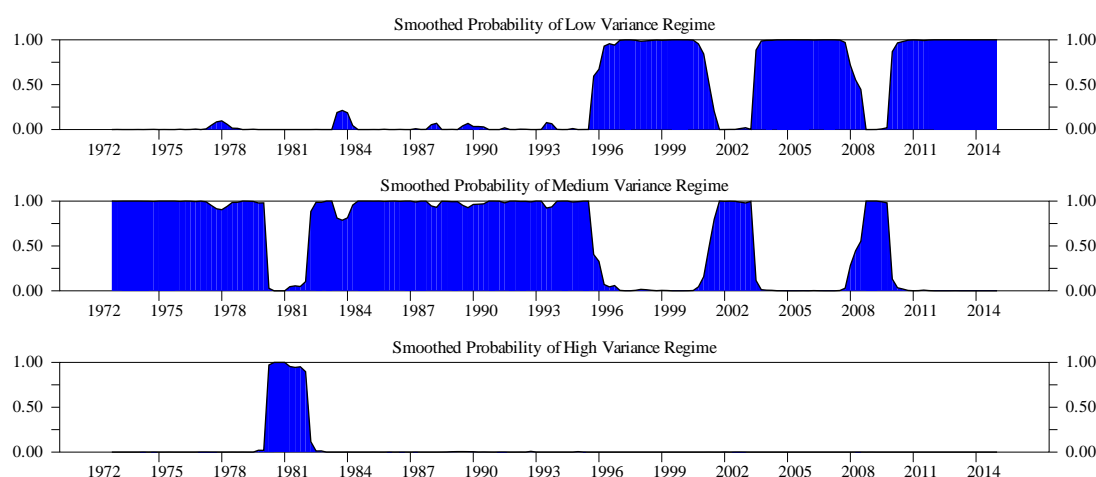 Smoothed Probability of Low Variance Regime
1.00 1.00
0.50 0.50
0.00 0.00
1972 1975 1978 1981 1984 1987 1990 1993 1996 1999 2002 2005 2008 2011 2014
Smoothed Probability of Medium Variance Regime
1.00 1.00
0.50 0.50
0.00 0.00
1972 1975 1978 1981 1984 1987 1990 1993 1996 1999 2002 2005 2008 2011 2014
Smoothed Probability of High Variance Regime
1.00 1.00
0.50 0.50
0.00 0.00
1972 1975 1978 1981 1984 1987 1990 1993 1996 1999 2002 2005 2008 2011 2014